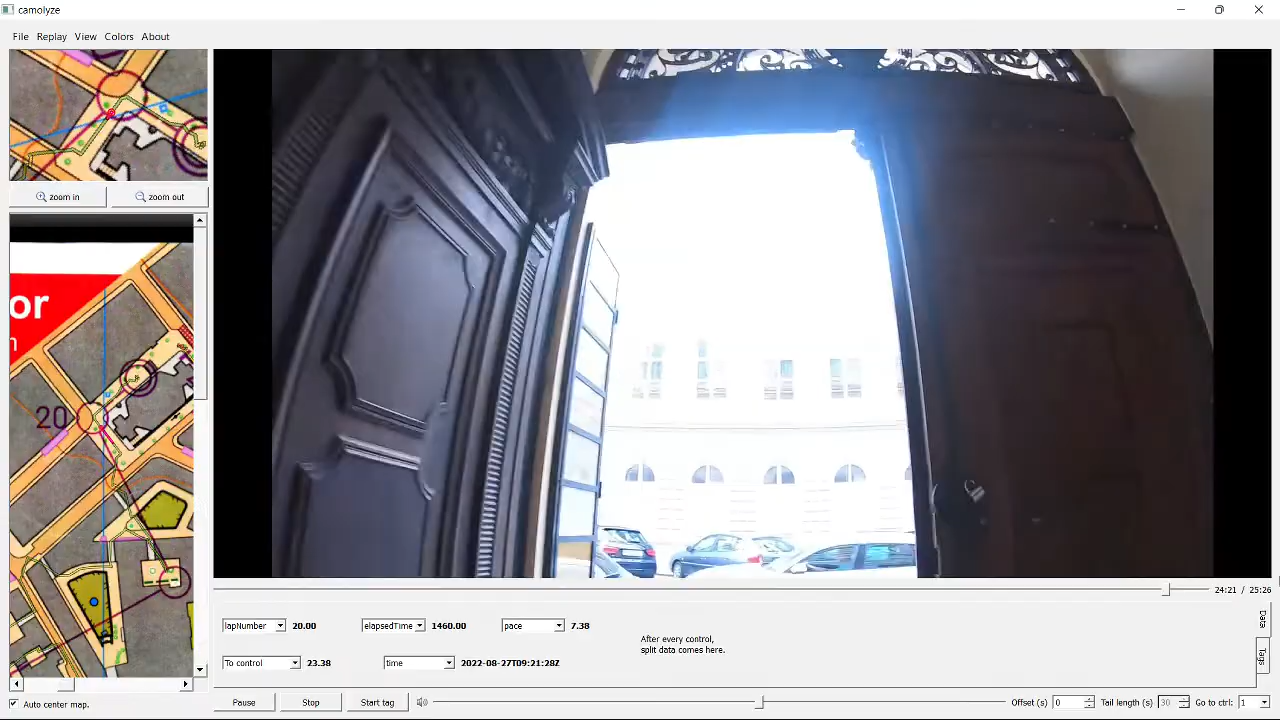 camolyze
File Replay View Colors About
zoom in zoom out
or
20
24:21 / 25:26
lapNumber 20.00 elapsedTime 1460.00 pace 7.38
After every control,
split data comes here.
To control 23.38 time 2022-08-27T09:21:28Z
Data
Tags
Auto center map.
Pause Stop Start tag Offset (s) 0 Tail length (s) 30 Go to ctrl: 1